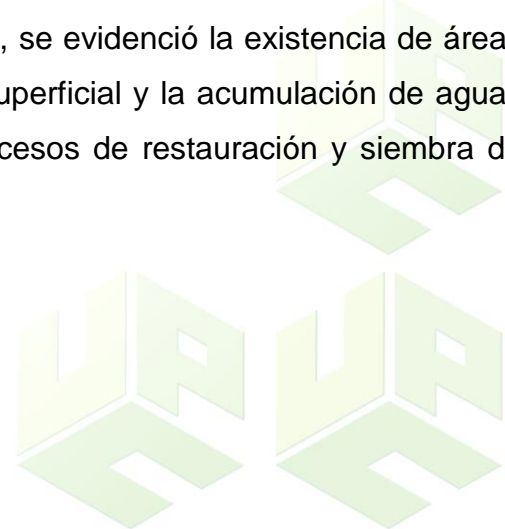 , se evidenció la existencia de área
uperficial y la acumulación de agua
cesos de restauración y siembra d